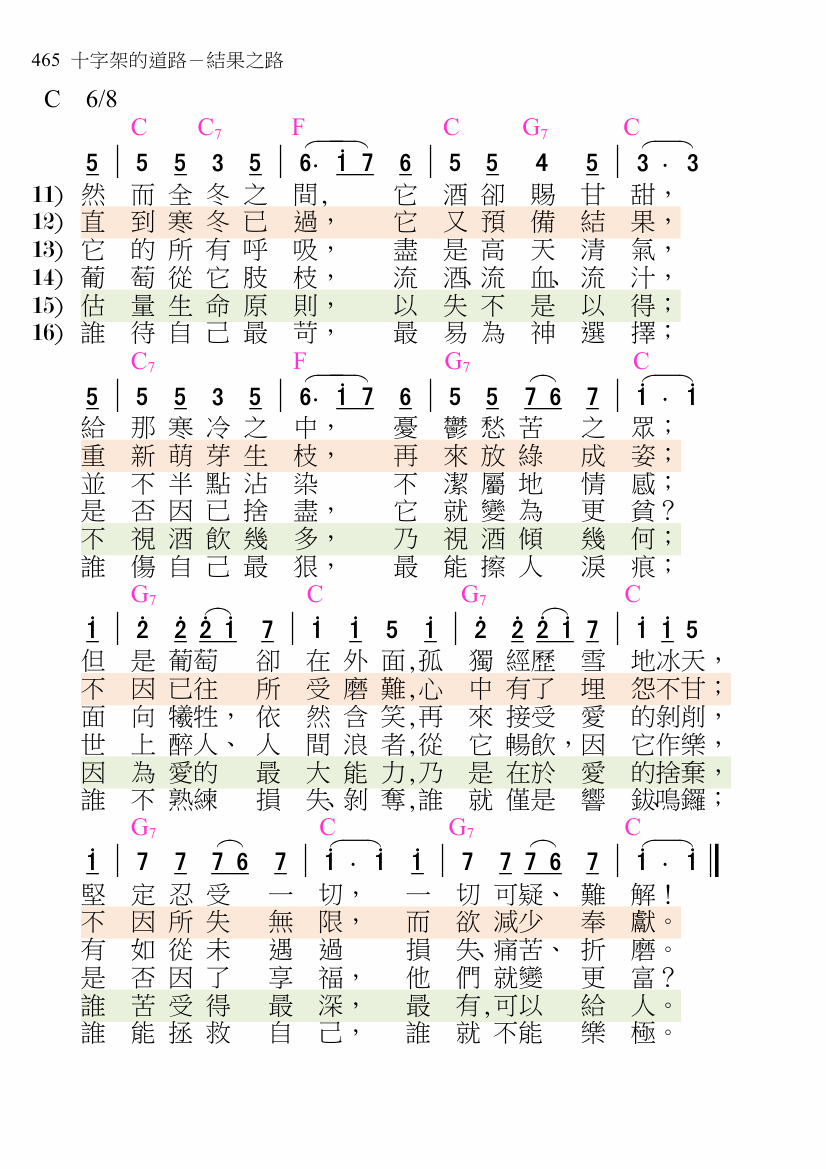 465 十字架的道路－結果之路
C 6/8
C C7 F C G7 C
5 | 5 5 3 5 | 6· i 7 6 | 5 5 4 5 | 3 · 3
11) 然 而 全 冬 之 間, 它 酒 卻 賜 甘 甜，
12) 直 到 寒 冬 已 過， 它 又 預 備 結 果，
13) 它 的 所 有 呼 吸， 盡 是 高 天 清 氣，
14) 葡 萄 從 它 肢 枝， 流 酒、流 血、流 汁，
15) 估 量 生 命 原 則， 以 失 不 是 以 得；
16) 誰 待 自 己 最 苛， 最 易 為 神 選 擇；
C7 F G7 C
5 | 5 5 3 5 | 6· i 7 6 | 5 5 7 6 7 | i · i
給 那 寒 冷 之 中， 憂 鬱 愁 苦 之 眾；
重 新 萌 芽 生 枝， 再 來 放 綠 成 姿；
並 不 半 點 沾 染 不 潔 屬 地 情 感；
是 否 因 已 捨 盡， 它 就 變 為 更 貧？
不 視 酒 飲 幾 多， 乃 視 酒 傾 幾 何；
誰 傷 自 己 最 狠， 最 能 擦 人 淚 痕；
G7 C G7 C
i | 2̇ 2̇ 2̇ i 7 | i i 5 i | 2̇ 2̇ 2̇ i 7 | i i 5
但 是 葡萄 卻 在 外 面,孤 獨 經歷 雪 地冰天，
不 因 已往 所 受 磨 難,心 中 有了 埋 怨不甘；
面 向 犧牲， 依 然 含 笑,再 來 接受 愛 的剝削，
世 上 醉人、 人 間 浪 者,從 它 暢飲，因 它作樂，
因 為 愛的 最 大 能 力,乃 是 在於 愛 的捨棄，
誰 不 熟練 損 失、剝 奪,誰 就 僅是 響 鈸鳴鑼；
G7 C G7 C
i | 7 7 7 6 7 | i · i i | 7 7 7 6 7 | i · i
堅 定 忍 受 一 切， 一 切 可疑、 難 解！
不 因 所 失 無 限， 而 欲 減少 奉 獻。
有 如 從 未 遇 過 損 失、痛苦、 折 磨。
是 否 因 了 享 福， 他 們 就變 更 富？
誰 苦 受 得 最 深， 最 有,可以 給 人。
誰 能 拯 救 自 己， 誰 就 不能 樂 極。